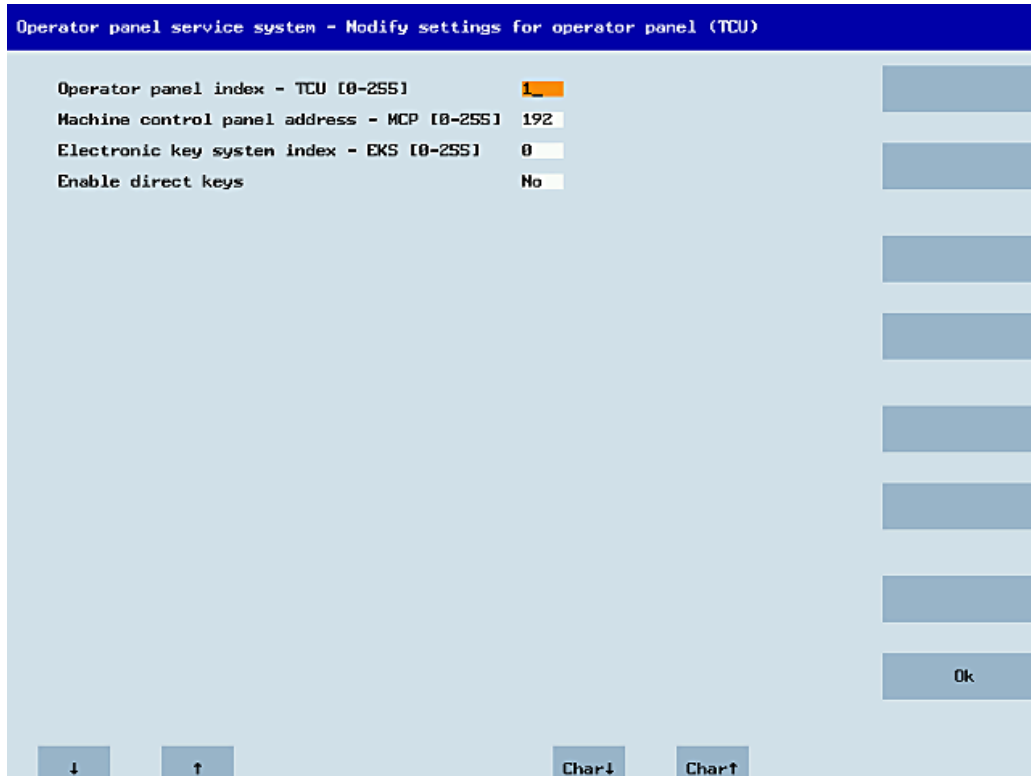 Operator panel service system - Modify settings for operator panel (TCU)
Operator panel index - TCU [0-255] 1_
Machine control panel address - MCP [0-255] 192
Electronic key system index - EKS [0-255] 0
Enable direct keys No
Ok
↓ ↑ Char↓ Char↑